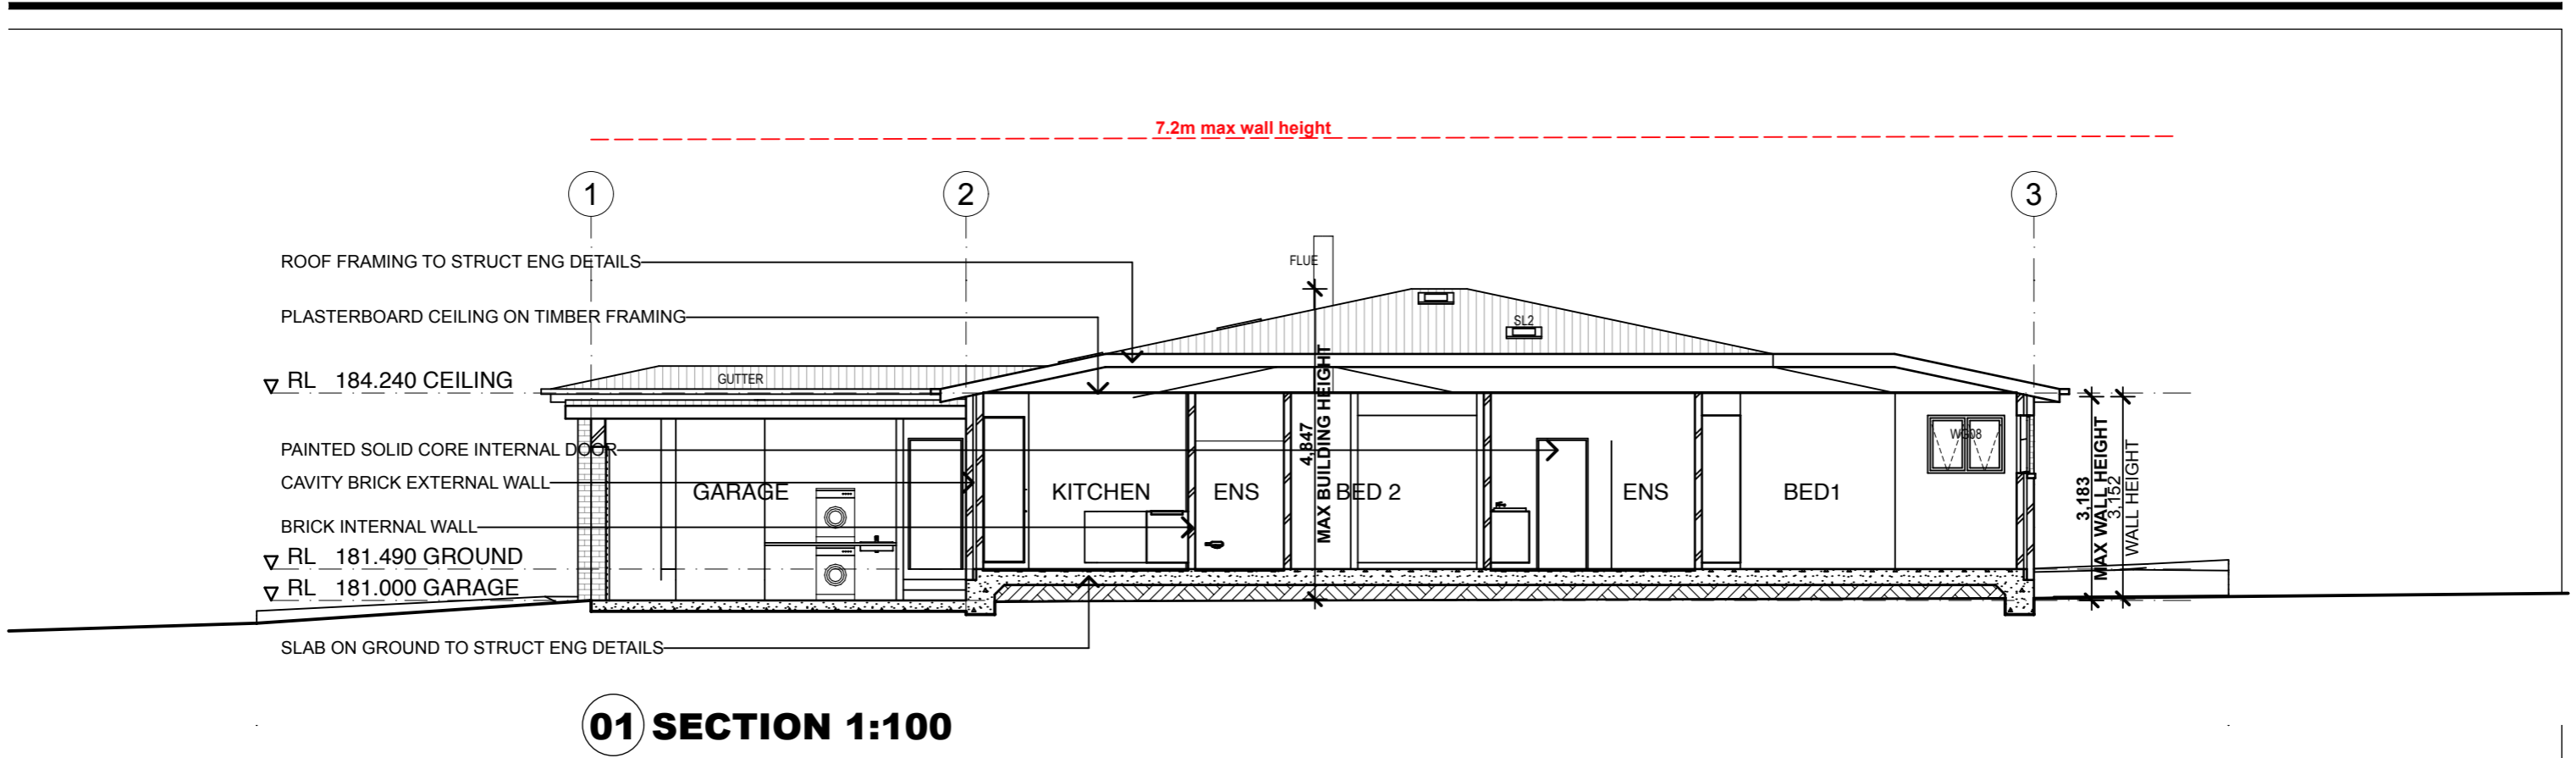 7.2m max wall height
1
2
3
ROOF FRAMING TO STRUCT ENG DETAILS
FLUE
PLASTERBOARD CEILING ON TIMBER FRAMING
SL2
RL 184.240 CEILING
GUTTER
PAINTED SOLID CORE INTERNAL DOOR
WG08
CAVITY BRICK EXTERNAL WALL
GARAGE
KITCHEN
ENS
4,847
MAX BUILDING HEIGHT
BED 2
ENS
BED1
3,183
MAX WALL HEIGHT
3,152
WALL HEIGHT
BRICK INTERNAL WALL
RL 181.490 GROUND
RL 181.000 GARAGE
SLAB ON GROUND TO STRUCT ENG DETAILS
01 SECTION 1:100